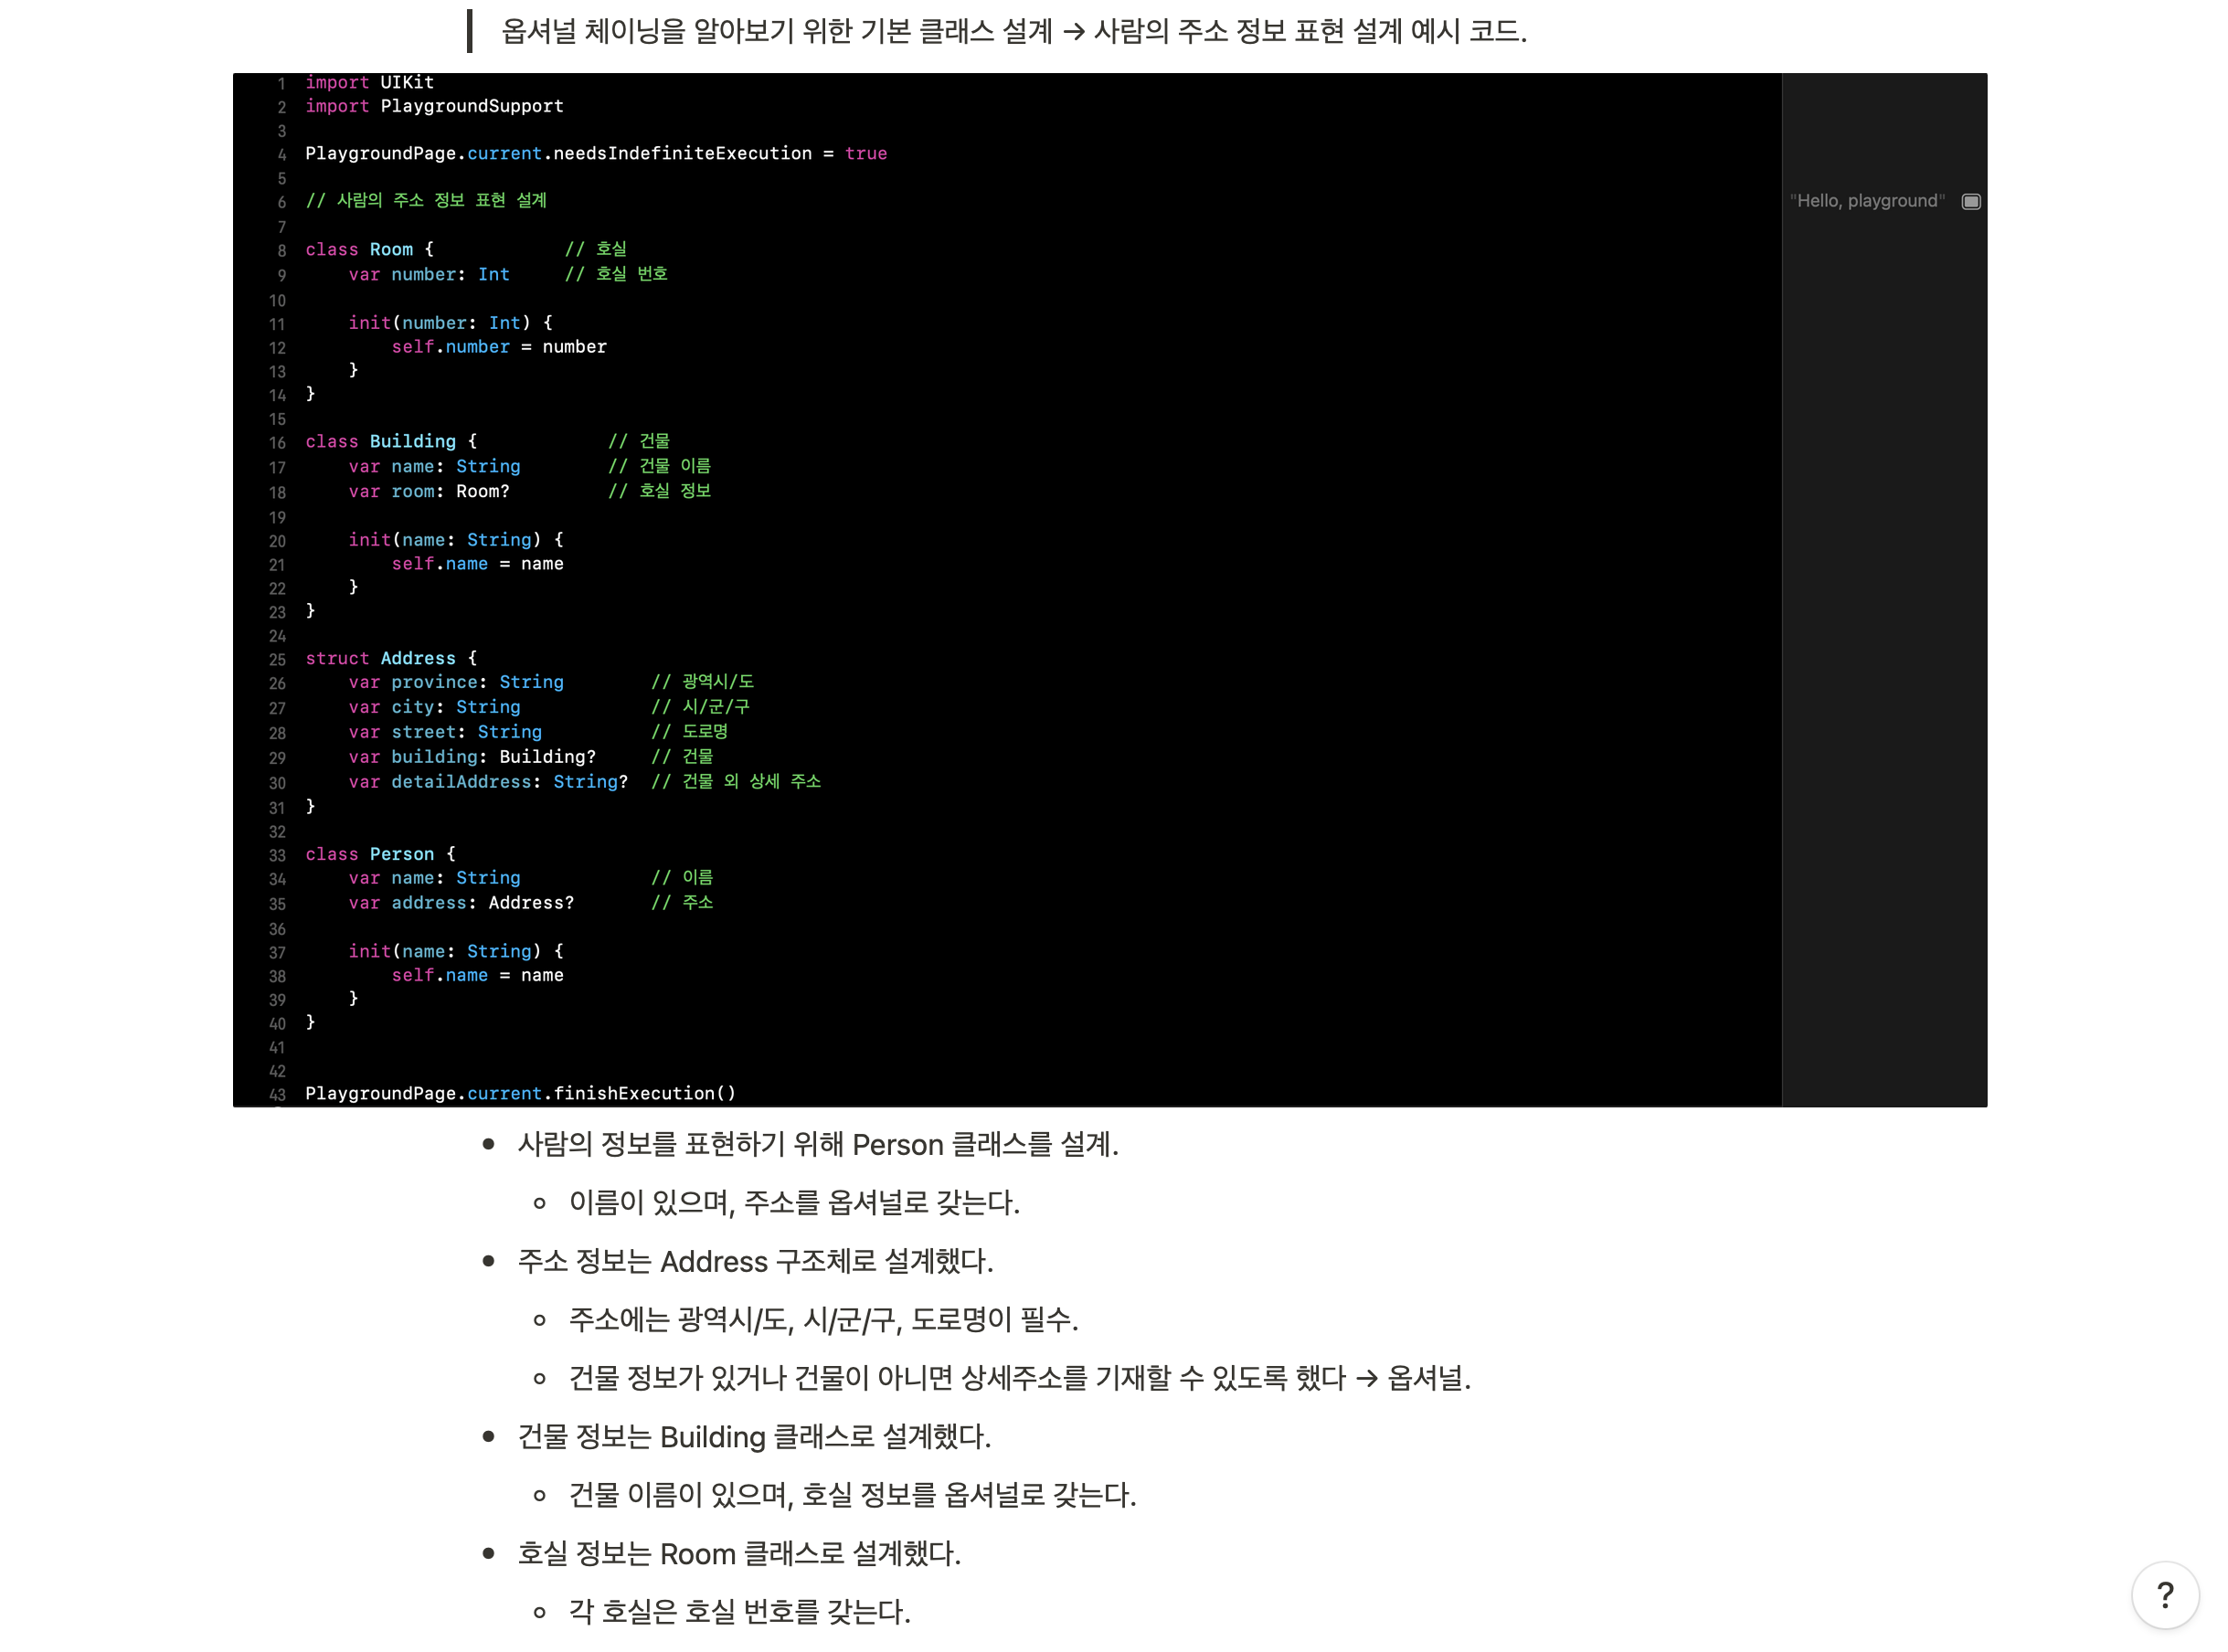 옵셔널 체이닝을 알아보기 위한 기본 클래스 설계 → 사람의 주소 정보 표현 설계 예시 코드.
1 import UIKit
2 import PlaygroundSupport
3
4 PlaygroundPage.current.needsIndefiniteExecution = true
5
6 // 사람의 주소 정보 표현 설계 "Hello, playground"
7
8 class Room { // 호실
9 var number: Int // 호실 번호
10
11 init(number: Int) {
12 self.number = number
13 }
14 }
15
16 class Building { // 건물
17 var name: String // 건물 이름
18 var room: Room? // 호실 정보
19
20 init(name: String) {
21 self.name = name
22 }
23 }
24
25 struct Address {
26 var province: String // 광역시/도
27 var city: String // 시/군/구
28 var street: String // 도로명
29 var building: Building? // 건물
30 var detailAddress: String? // 건물 외 상세 주소
31 }
32
33 class Person {
34 var name: String // 이름
35 var address: Address? // 주소
36
37 init(name: String) {
38 self.name = name
39 }
40 }
41
42
43 PlaygroundPage.current.finishExecution()
• 사람의 정보를 표현하기 위해 Person 클래스를 설계.
◦ 이름이 있으며, 주소를 옵셔널로 갖는다.
• 주소 정보는 Address 구조체로 설계했다.
◦ 주소에는 광역시/도, 시/군/구, 도로명이 필수.
◦ 건물 정보가 있거나 건물이 아니면 상세주소를 기재할 수 있도록 했다 → 옵셔널.
• 건물 정보는 Building 클래스로 설계했다.
◦ 건물 이름이 있으며, 호실 정보를 옵셔널로 갖는다.
• 호실 정보는 Room 클래스로 설계했다.
◦ 각 호실은 호실 번호를 갖는다.
?